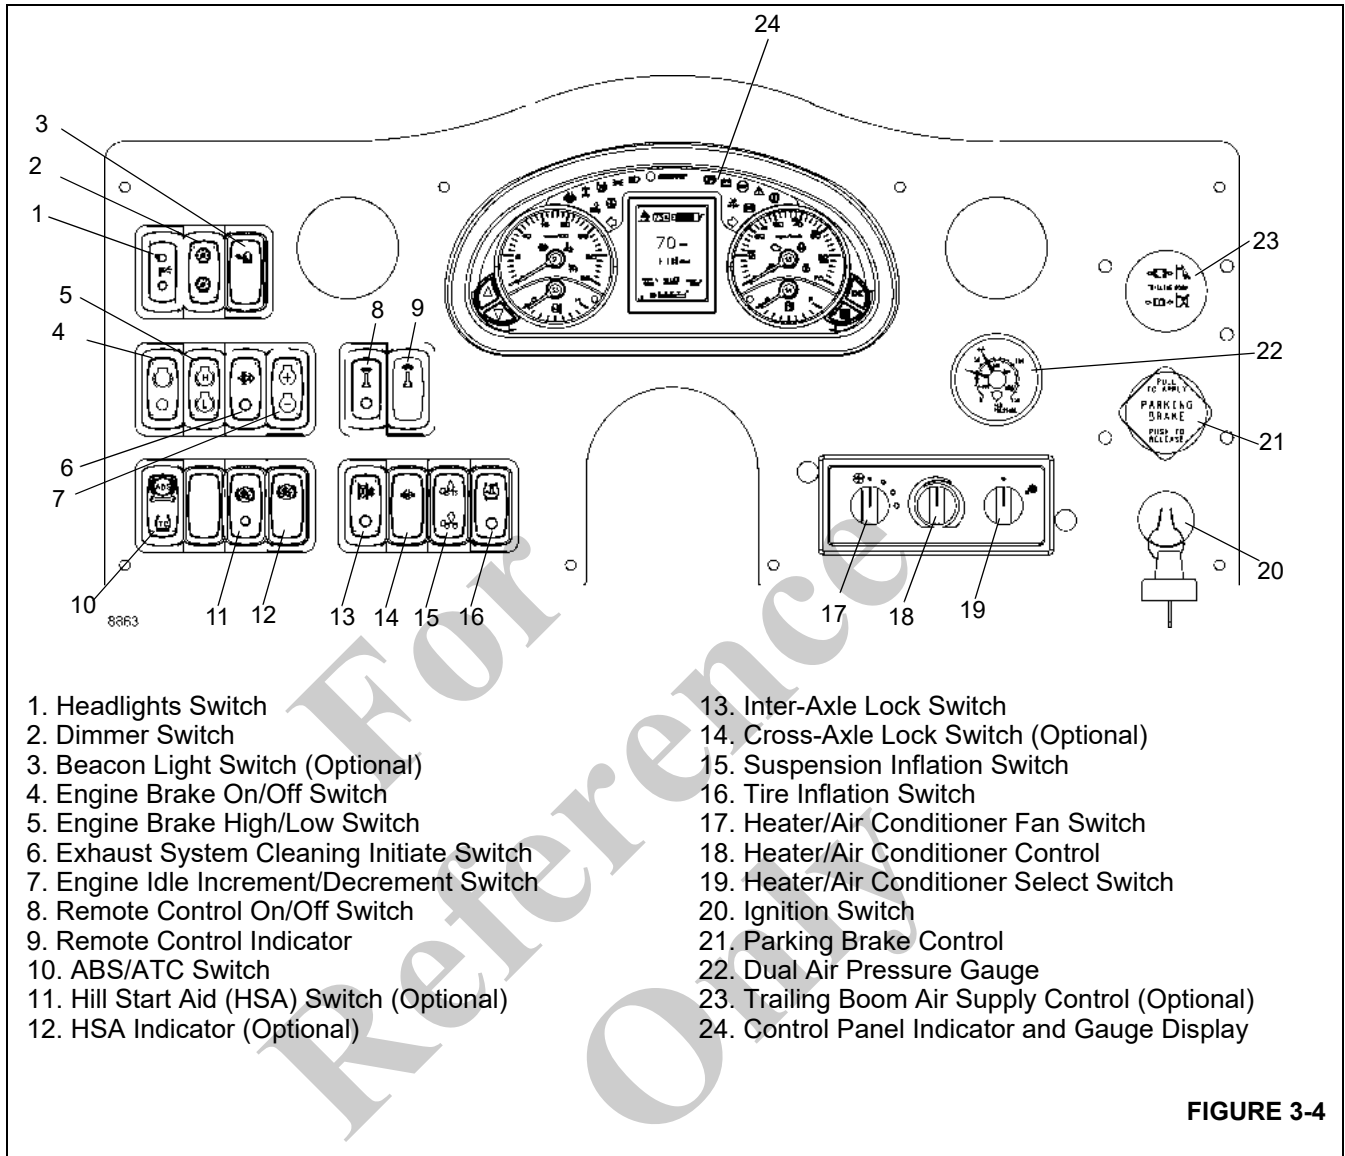 24
3
2
1
5
4
6
7
8
9
23
22
21
20
10
11
12
13
14
15
16
17
18
19
8863
70
ABS
H
L
PULL
TO APPLY
PARKING
BRAKE
PUSH TO
RELEASE
For
Reference
Only
1. Headlights Switch
2. Dimmer Switch
3. Beacon Light Switch (Optional)
4. Engine Brake On/Off Switch
5. Engine Brake High/Low Switch
6. Exhaust System Cleaning Initiate Switch
7. Engine Idle Increment/Decrement Switch
8. Remote Control On/Off Switch
9. Remote Control Indicator
10. ABS/ATC Switch
11. Hill Start Aid (HSA) Switch (Optional)
12. HSA Indicator (Optional)
13. Inter-Axle Lock Switch
14. Cross-Axle Lock Switch (Optional)
15. Suspension Inflation Switch
16. Tire Inflation Switch
17. Heater/Air Conditioner Fan Switch
18. Heater/Air Conditioner Control
19. Heater/Air Conditioner Select Switch
20. Ignition Switch
21. Parking Brake Control
22. Dual Air Pressure Gauge
23. Trailing Boom Air Supply Control (Optional)
24. Control Panel Indicator and Gauge Display
FIGURE 3-4